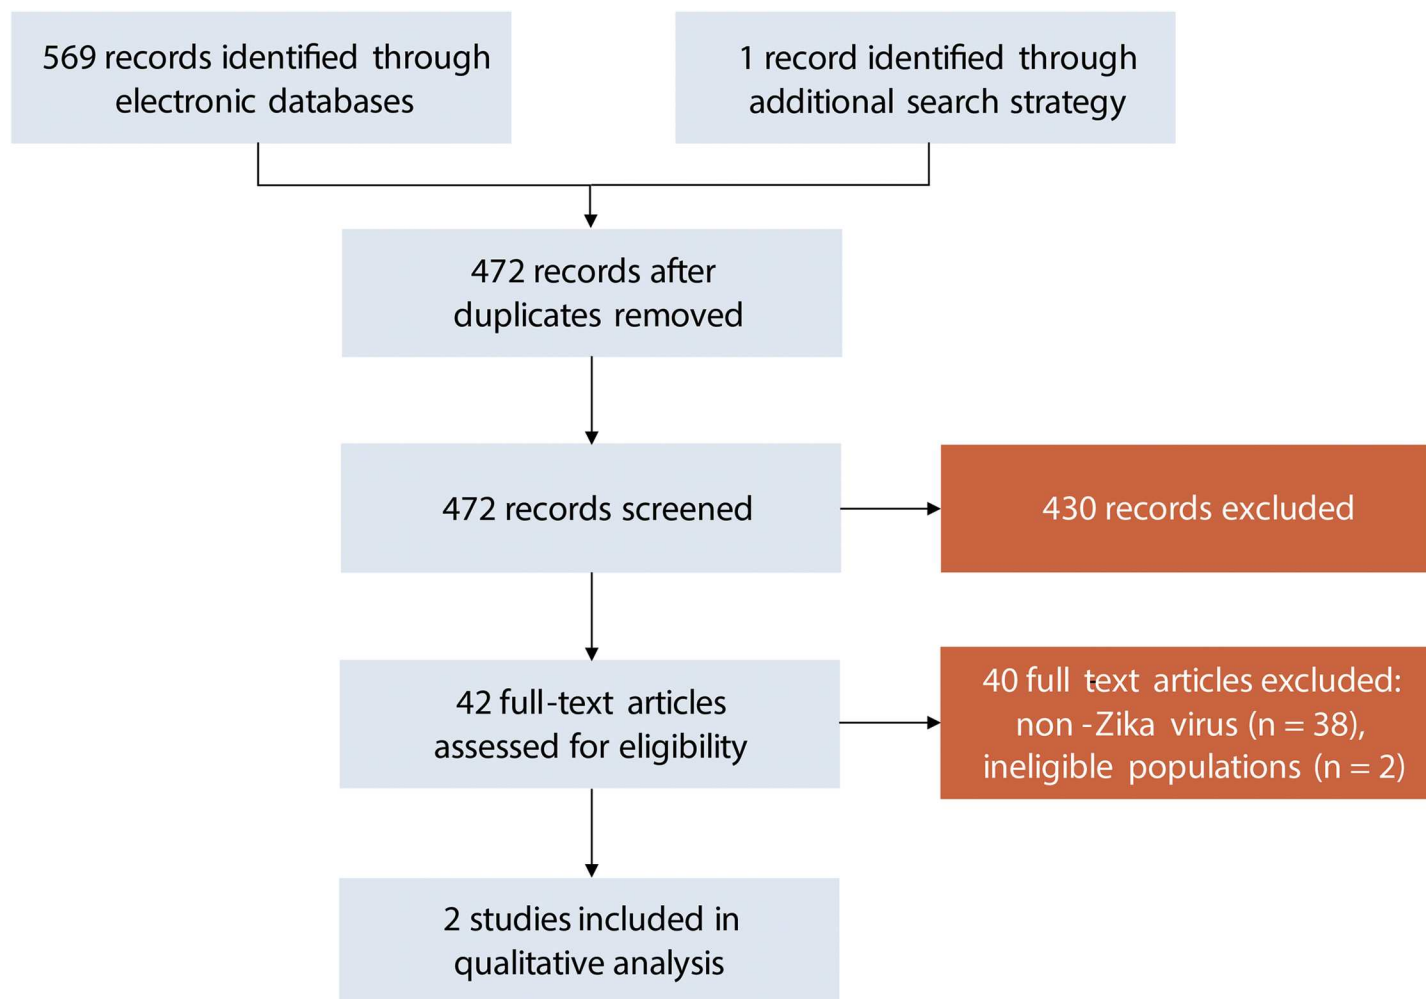 569 records identified through
electronic databases
1 record identified through
additional search strategy
472 records after
duplicates removed
472 records screened
430 records excluded
42 full-text articles
assessed for eligibility
40 full text articles excluded:
non -Zika virus (n = 38),
ineligible populations (n = 2)
2 studies included in
qualitative analysis